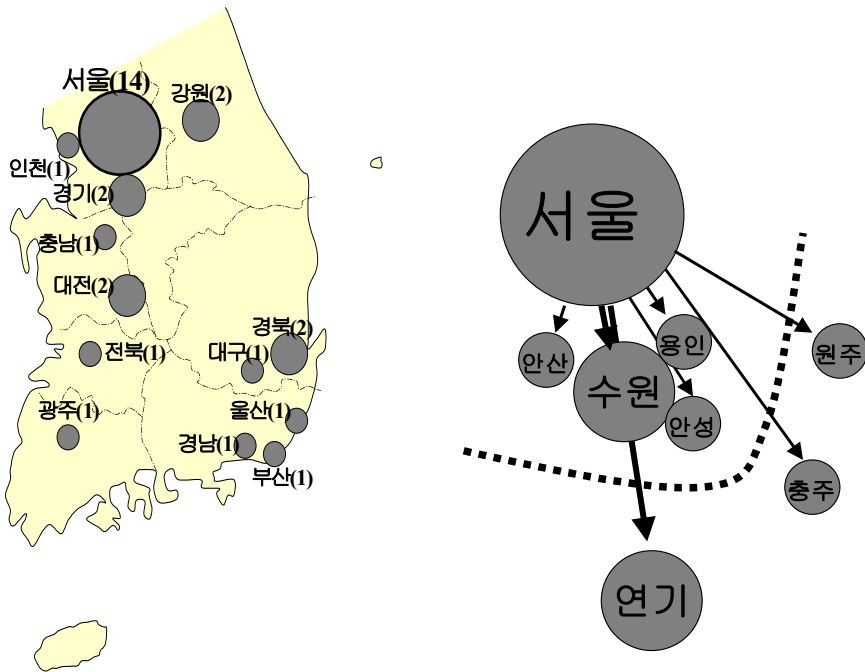 서울(14)
강원(2)
인천(1)
경기(2)
충남(1)
대전(2)
경북(2)
전북(1)
대구(1)
광주(1)
울산(1)
경남(1)
부산(1)
서울
용인
안산
원주
수원
안성
충주
연기